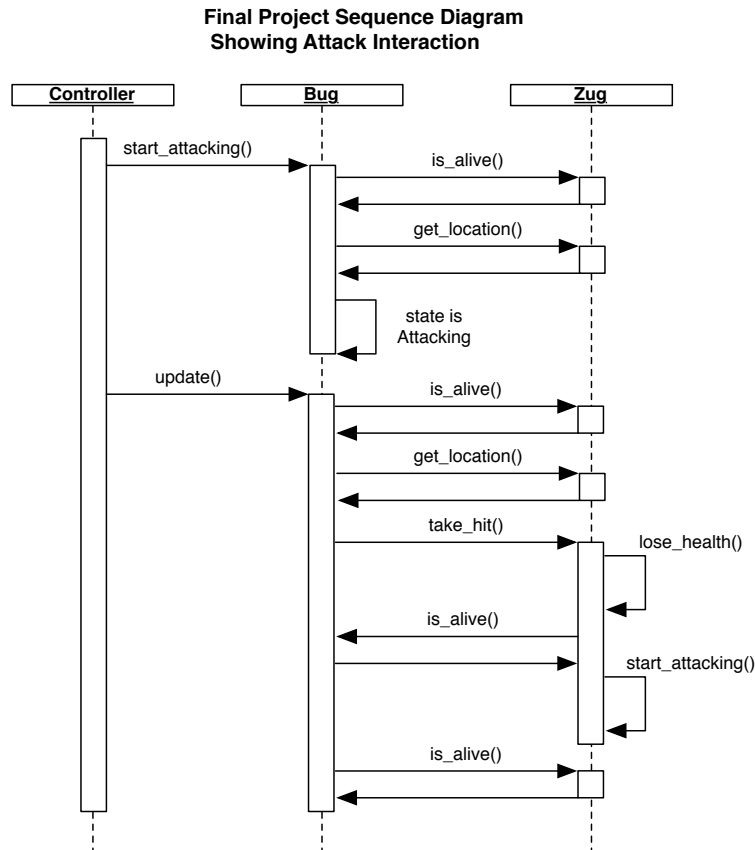 Final Project Sequence Diagram
Showing Attack Interaction
Controller
Bug
Zug
start_attacking()
is_alive()
get_location()
state is
Attacking
update()
is_alive()
get_location()
take_hit()
lose_health()
is_alive()
start_attacking()
is_alive()